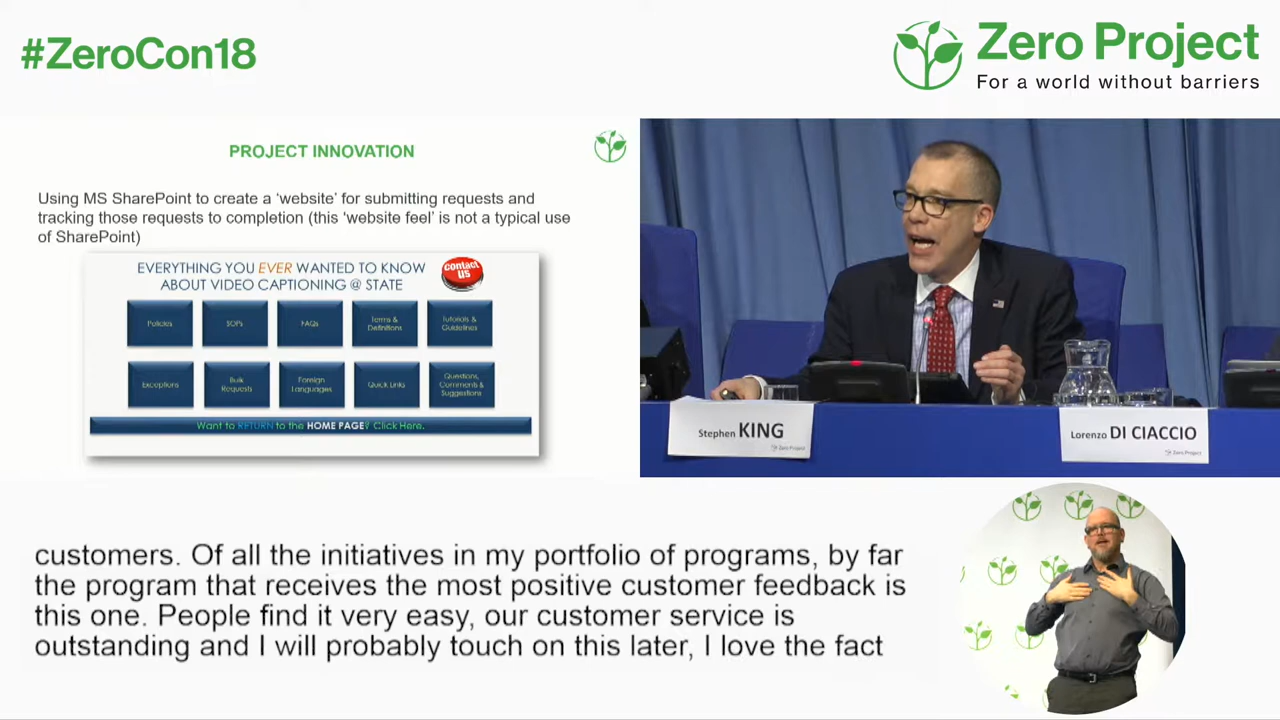 #ZeroCon18
Zero Project
For a world without barriers
PROJECT INNOVATION
Using MS SharePoint to create a ‘website’ for submitting requests and
tracking those requests to completion (this ‘website feel’ is not a typical use
of SharePoint)
EVERYTHING YOU EVER WANTED TO KNOW
ABOUT VIDEO CAPTIONING @ STATE
contact
us
Policies
SOPs
FAQs
Terms &
Definitions
Tutorials &
Guidelines
Exceptions
Bulk
Requests
Foreign
Languages
Quick Links
Questions,
Comments &
Suggestions
Want to RETURN to the HOME PAGE? Click Here.
Stephen KING
Zero Project
Lorenzo DI CIACCIO
Zero Project
customers. Of all the initiatives in my portfolio of programs, by far
the program that receives the most positive customer feedback is
this one. People find it very easy, our customer service is
outstanding and I will probably touch on this later, I love the fact